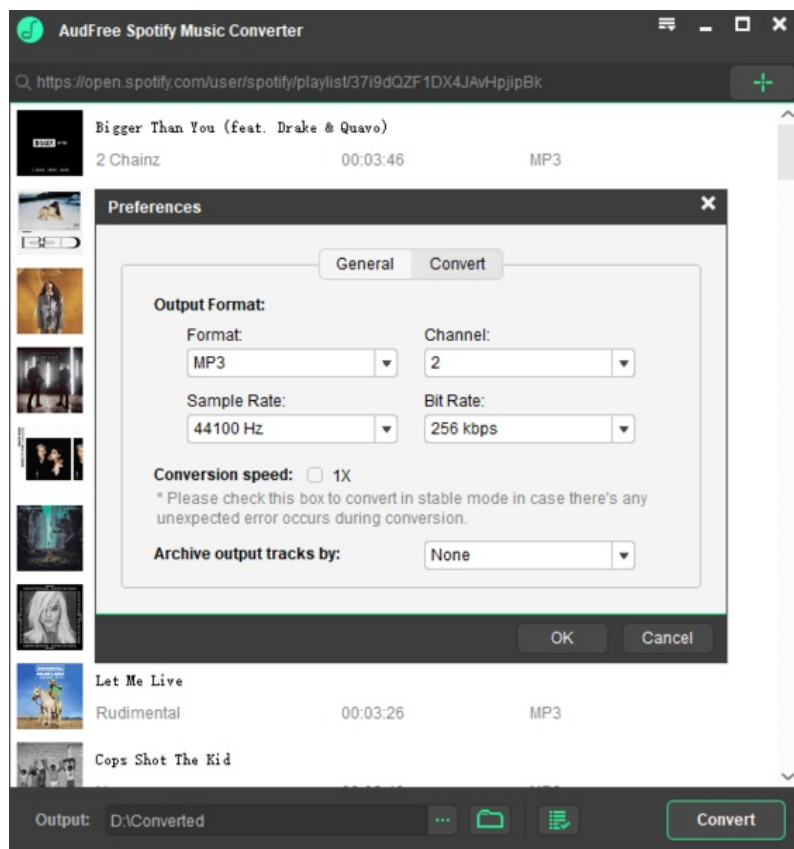 AudFree Spotify Music Converter
https://open.spotify.com/user/spotify/playlist/37i9dQZF1DX4JAvHpjipBk
Bigger Than You (feat. Drake & Quavo)
2 Chainz 00:03:46 MP3
Preferences
General Convert
Output Format:
Format: Channel:
MP3 2
Sample Rate: Bit Rate:
44100 Hz 256 kbps
Conversion speed: 1X
* Please check this box to convert in stable mode in case there's any
unexpected error occurs during conversion.
Archive output tracks by: None
OK Cancel
Let Me Live
Rudimental 00:03:26 MP3
Cops Shot The Kid
Output: D:\Converted ... Convert